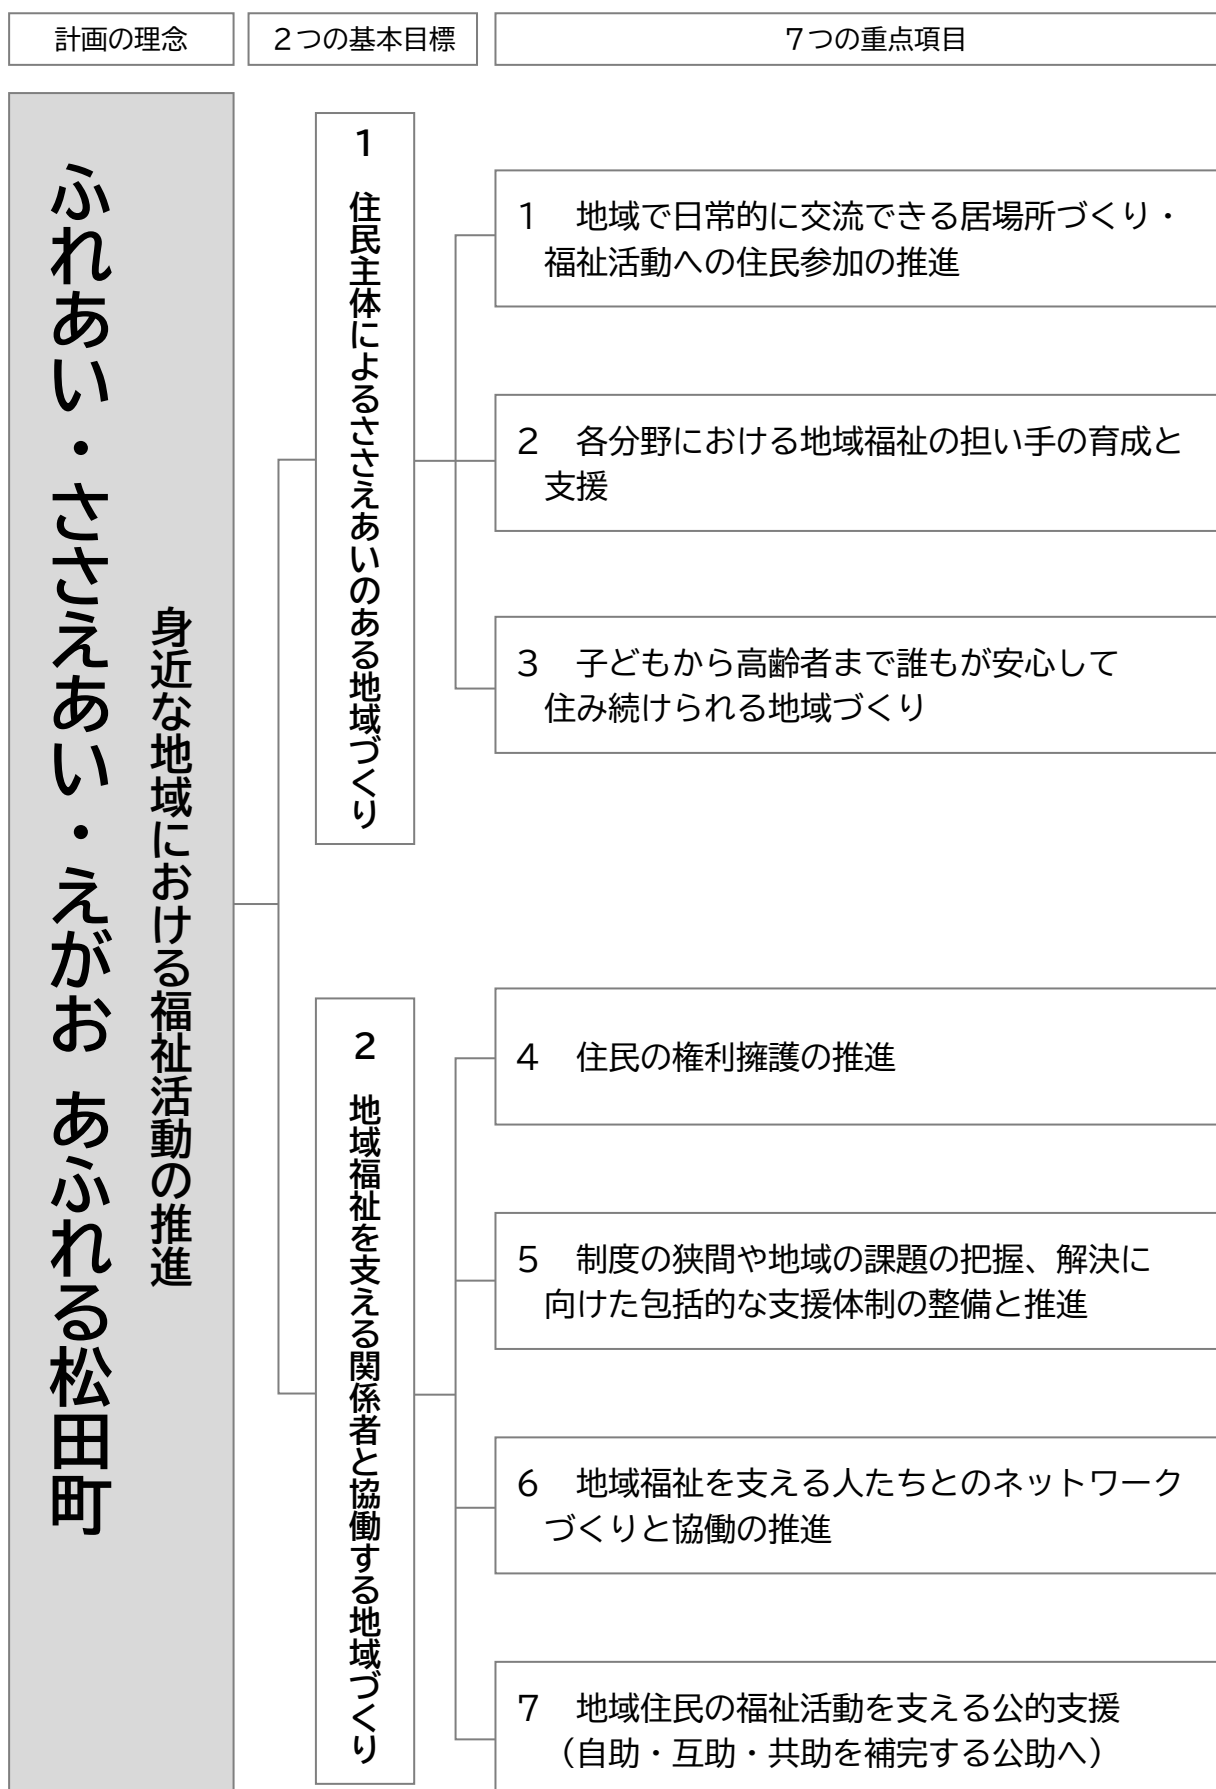 計画の理念
2つの基本目標
7つの重点項目
ふれあい・ささえあい・えがお　あふれる松田町
身近な地域における福祉活動の推進
1　住民主体によるささえあいのある地域づくり
1　地域で日常的に交流できる居場所づくり・
福祉活動への住民参加の推進
2　各分野における地域福祉の担い手の育成と
支援
3　子どもから高齢者まで誰もが安心して
住み続けられる地域づくり
2　地域福祉を支える関係者と協働する地域づくり
4　住民の権利擁護の推進
5　制度の狭間や地域の課題の把握、解決に
向けた包括的な支援体制の整備と推進
6　地域福祉を支える人たちとのネットワーク
づくりと協働の推進
7　地域住民の福祉活動を支える公的支援
（自助・互助・共助を補完する公助へ）